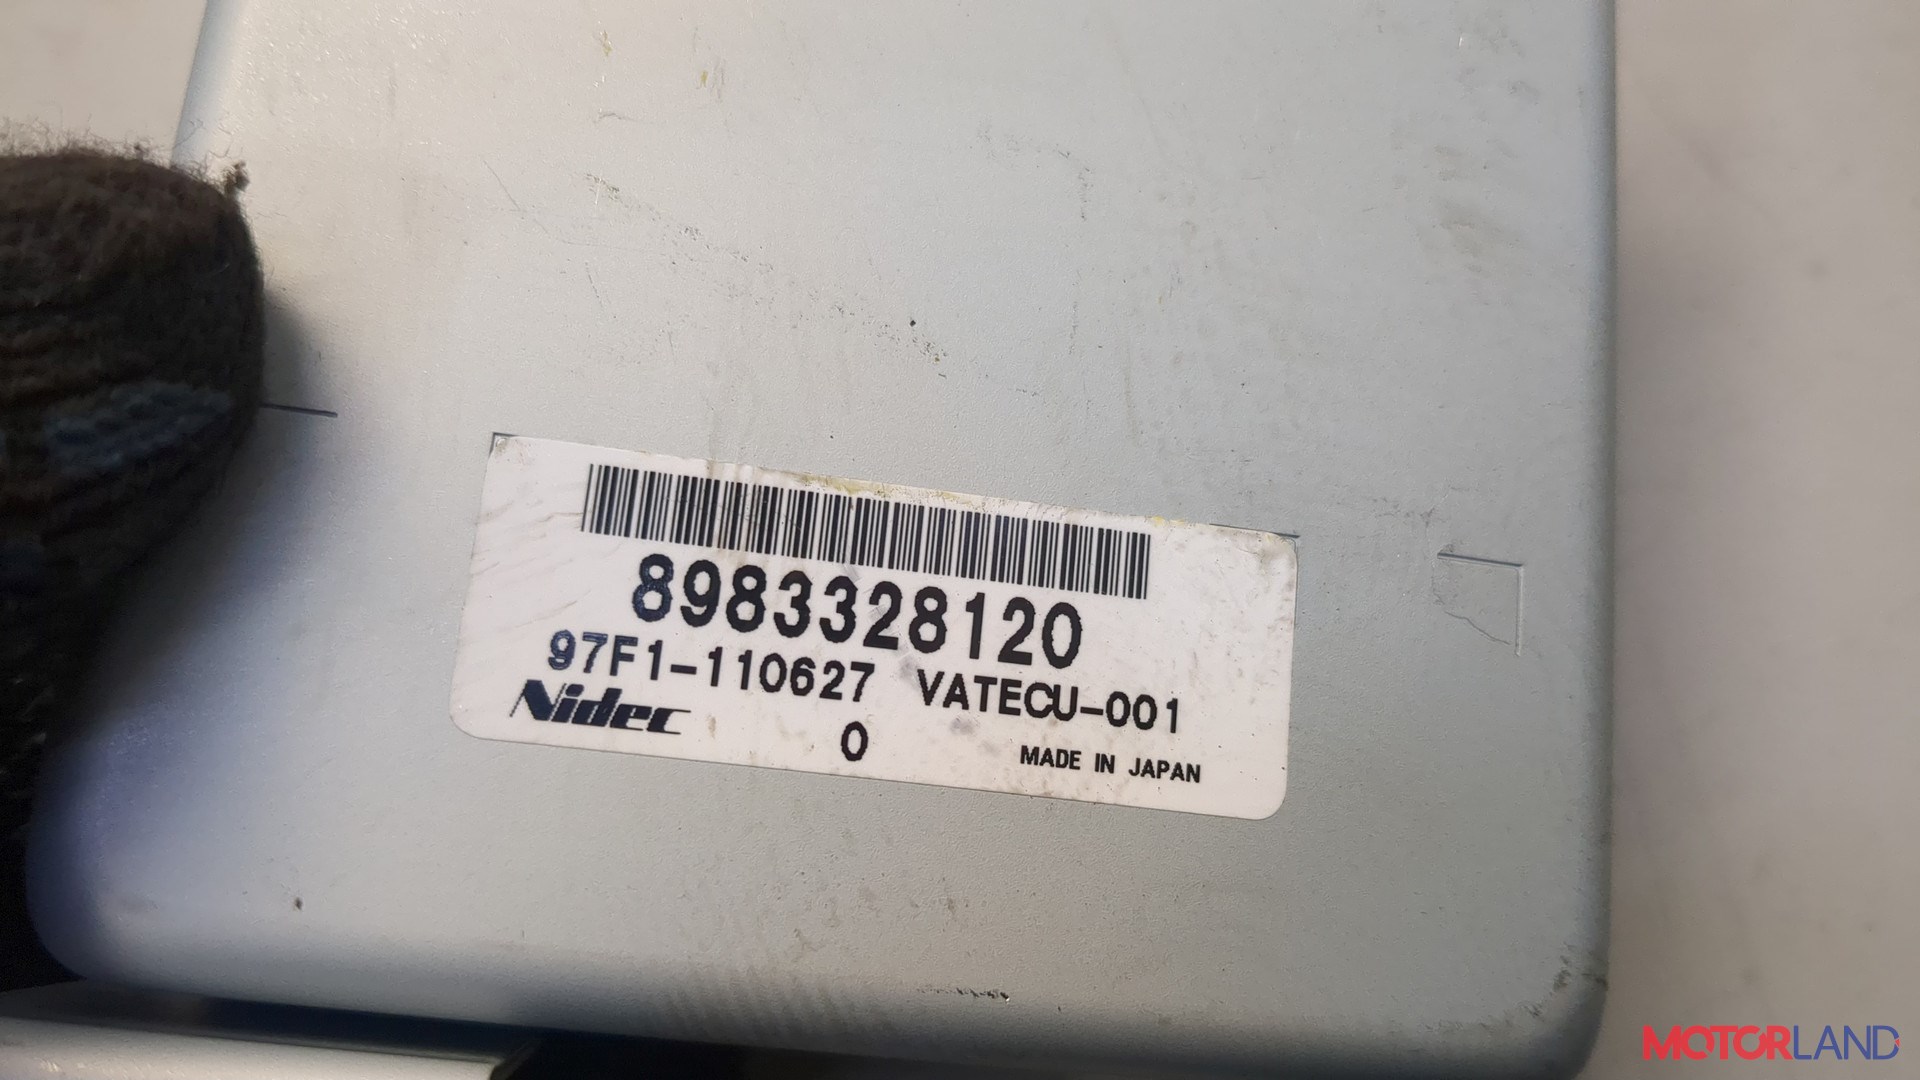 8983328120
97F1-110627 VATECU-001
Nidec 0 MADE IN JAPAN
MOTORLAND